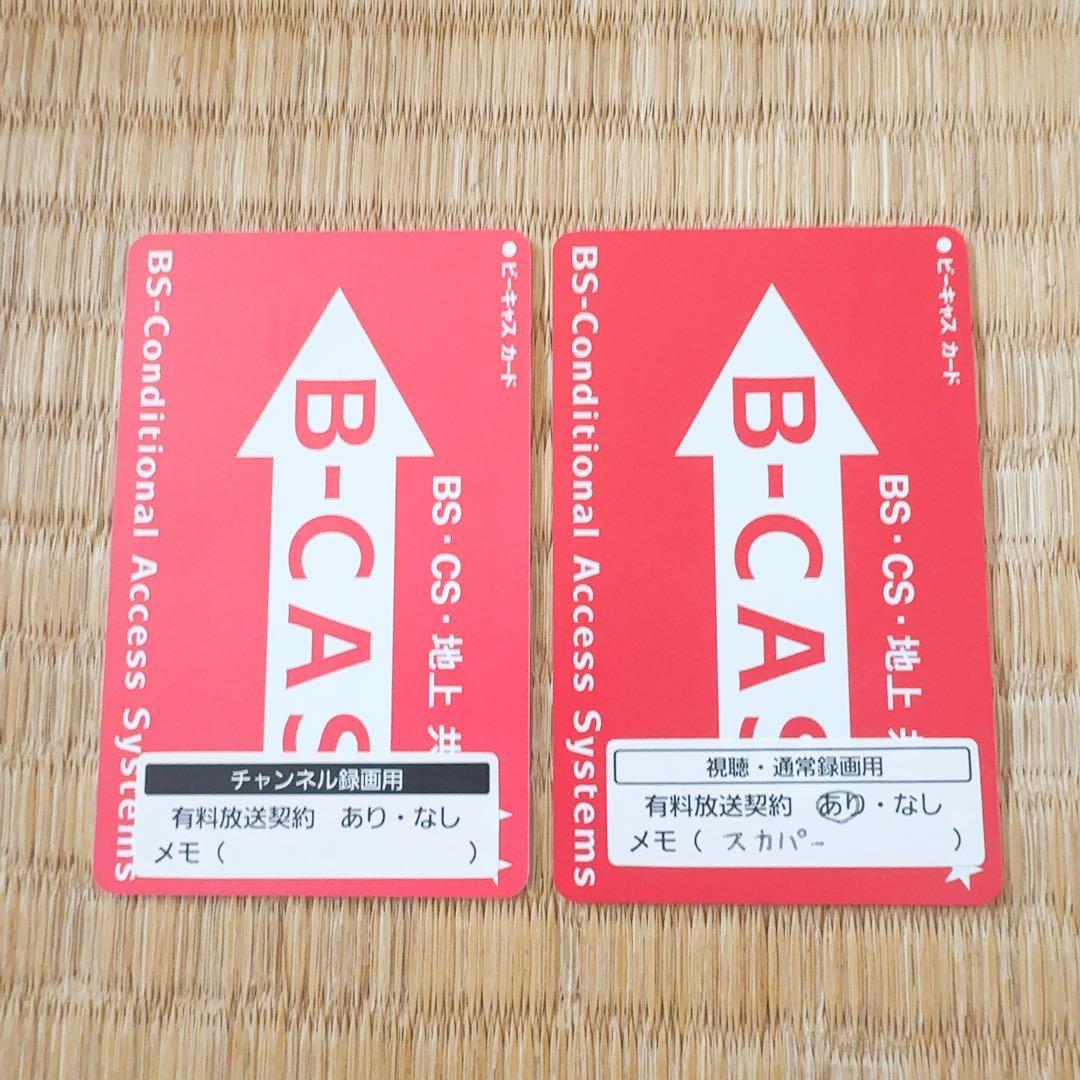 ●ビーキャス カード
BS-Conditional Access Systems
B-CAS
BS・CS・地上 共
チャンネル録画用
有料放送契約 あり・なし
メモ（ ）
●ビーキャス カード
BS-Conditional Access Systems
B-CAS
BS・CS・地上
視聴・通常録画用
有料放送契約 あり・なし
メモ（ スカパー ）